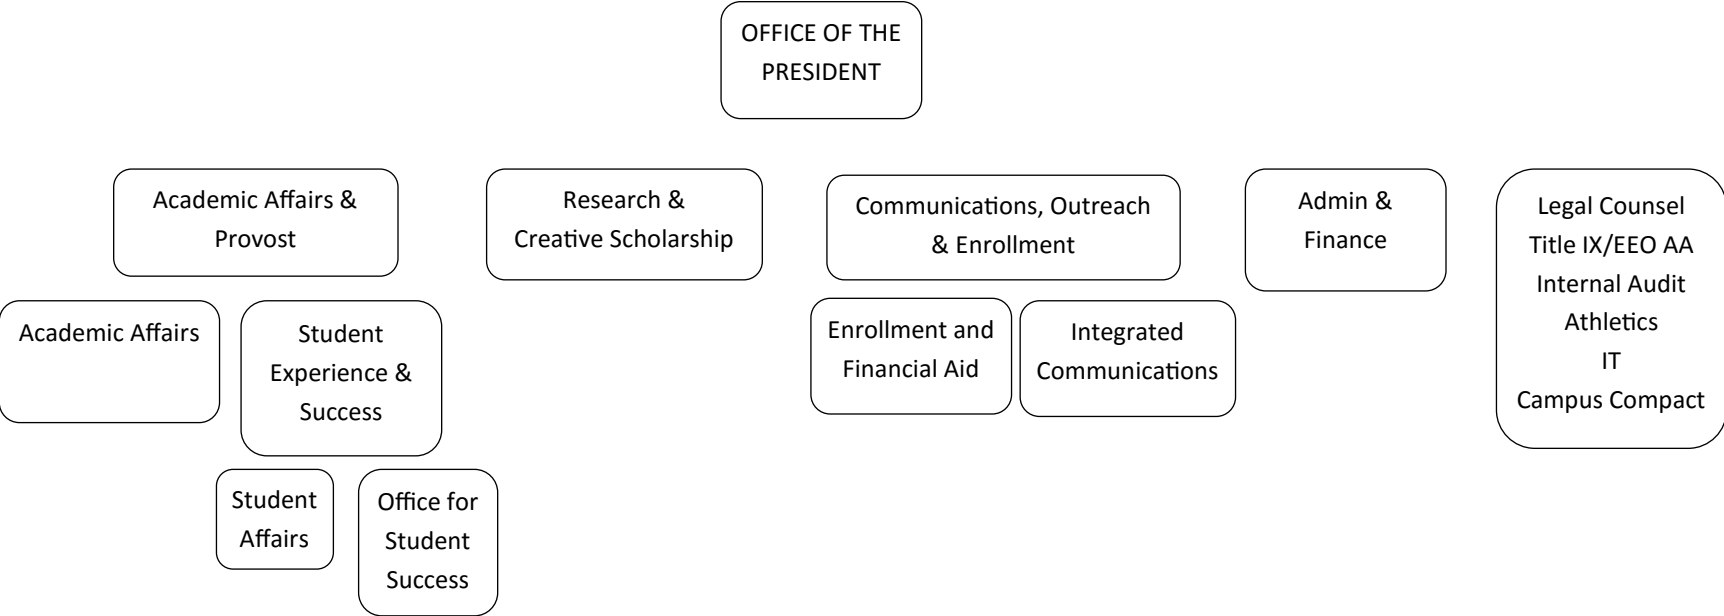 OFFICE OF THE
PRESIDENT
Academic Affairs &
Provost
Research &
Creative Scholarship
Communications, Outreach
& Enrollment
Admin &
Finance
Legal Counsel
Title IX/EEO AA
Internal Audit
Athletics
IT
Campus Compact
Academic Affairs
Student
Experience &
Success
Enrollment and
Financial Aid
Integrated
Communications
Student
Affairs
Office for
Student
Success